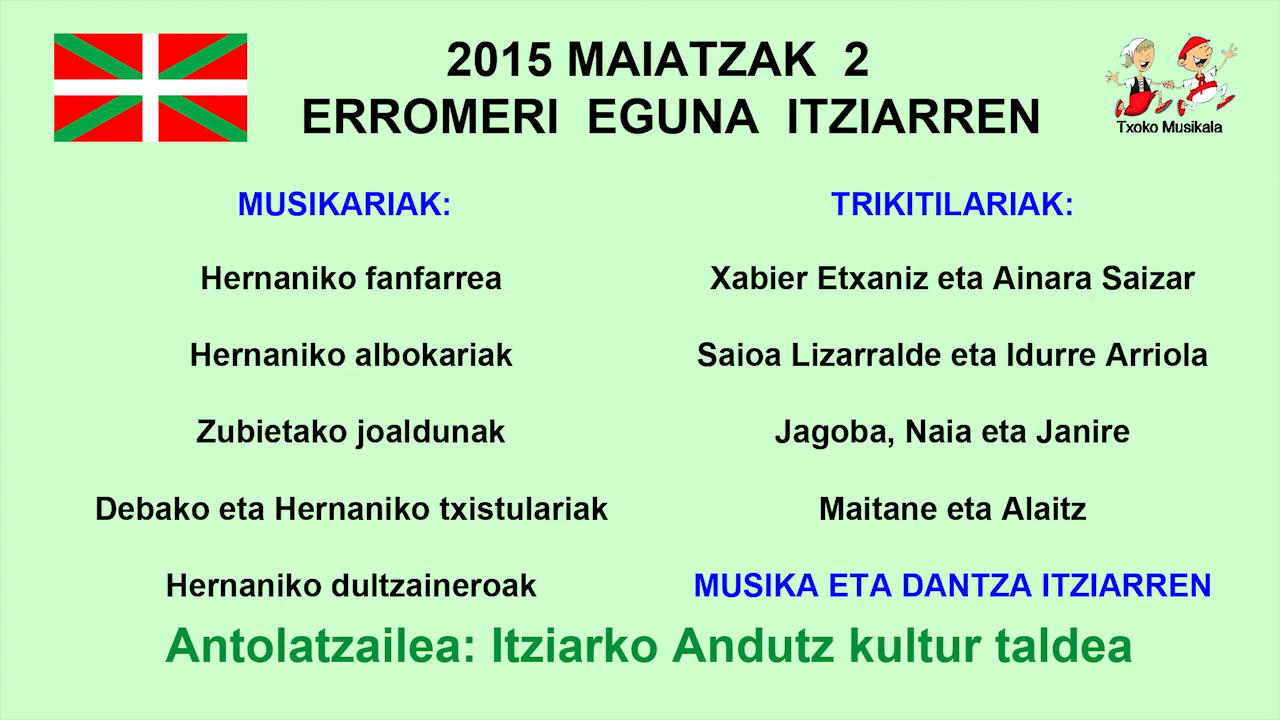 2015 MAIATZAK 2
ERROMERI EGUNA ITZIARREN
Txoko Musikala
MUSIKARIAK:
Hernaniko fanfarrea
Hernaniko albokariak
Zubietako joaldunak
Debako eta Hernaniko txistulariak
Hernaniko dultzaineroak
TRIKITILARIAK:
Xabier Etxaniz eta Ainara Saizar
Saioa Lizarralde eta Idurre Arriola
Jagoba, Naia eta Janire
Maitane eta Alaitz
MUSIKA ETA DANTZA ITZIARREN
Antolatzailea: Itziarko Andutz kultur taldea